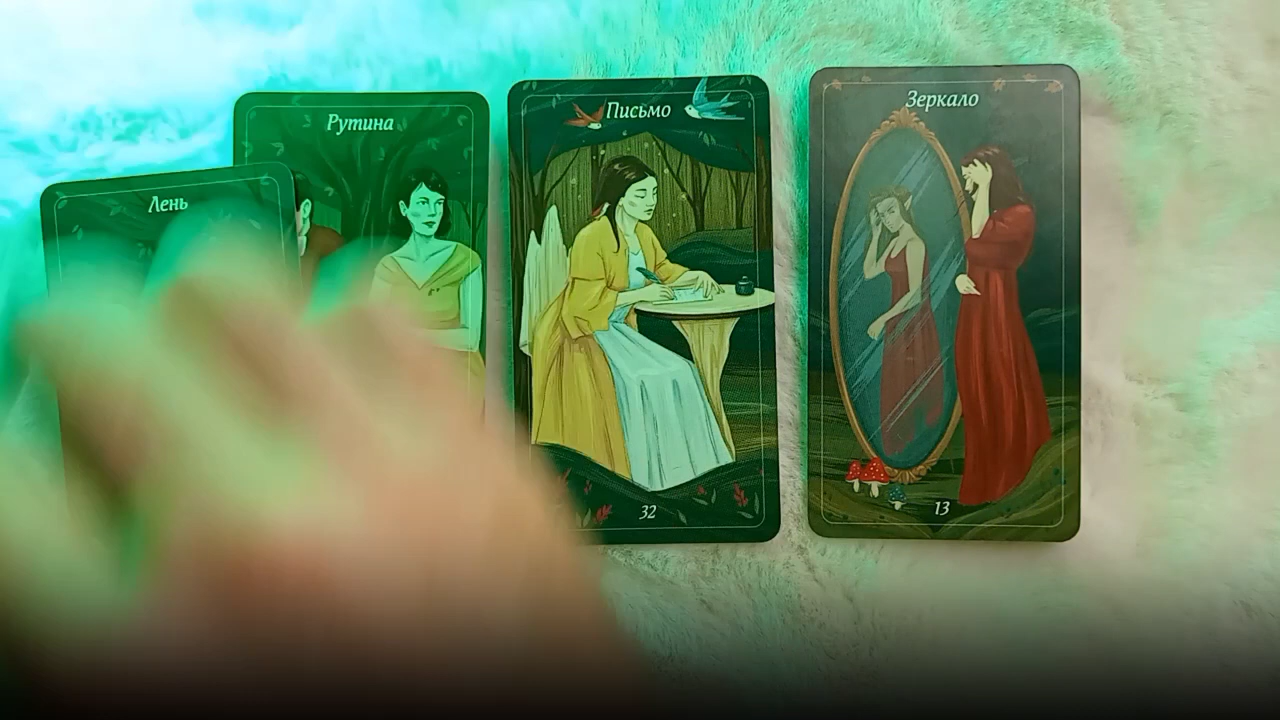 Лень
Рутина
Письмо
32
Зеркало
13